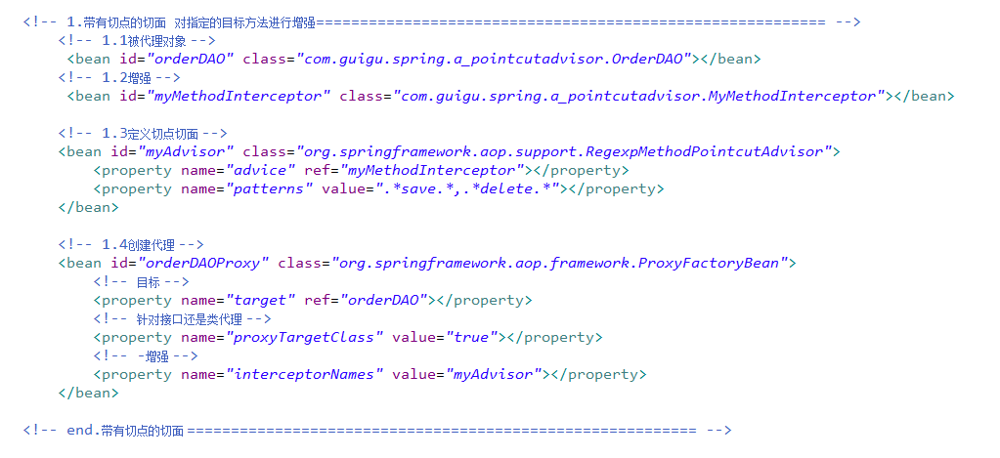 <!-- 1.带有切点的切面 对指定的目标方法进行增强========================================================== -->
<!-- 1.1被代理对象 -->
<bean id="orderDAO" class="com.guigu.spring.a_pointcutadvisor.OrderDAO"></bean>
<!-- 1.2增强 -->
<bean id="myMethodInterceptor" class="com.guigu.spring.a_pointcutadvisor.MyMethodInterceptor"></bean>
<!-- 1.3定义切点切面 -->
<bean id="myAdvisor" class="org.springframework.aop.support.RegexpMethodPointcutAdvisor">
<property name="advice" ref="myMethodInterceptor"></property>
<property name="patterns" value=".*save.*,.*delete.*"></property>
</bean>
<!-- 1.4创建代理 -->
<bean id="orderDAOProxy" class="org.springframework.aop.framework.ProxyFactoryBean">
<!-- 目标 -->
<property name="target" ref="orderDAO"></property>
<!-- 针对接口还是类代理 -->
<property name="proxyTargetClass" value="true"></property>
<!-- -增强 -->
<property name="interceptorNames" value="myAdvisor"></property>
</bean>
<!-- end.带有切点的切面 ========================================================== -->